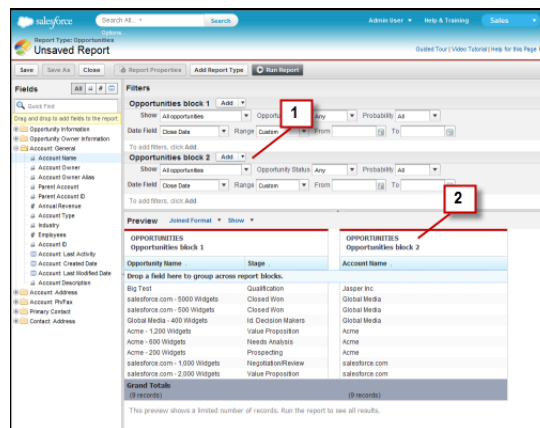 salesforce Search All... Search Admin User Help & Training Sales
Options...
Report Type: Opportunities
Unsaved Report Guided Tour | Video Tutorial | Help for this Page
Save Save As Close Report Properties Add Report Type Run Report
Fields All # Filters
Quick Find
Opportunities block 1 Add
Show All opportunities Opportunity Any Probability All
Drag and drop to add fields to the report.
Date Field Close Date Range Custom From To
To add filters, click Add.
Opportunities block 2 Add
Show All opportunities Opportunity Status Any Probability All
Date Field Close Date Range Custom From To
To add filters, click Add.
1
2
Opportunity Information
Opportunity Owner Information
Account: General
Account Name
Account Owner
Account Owner Alias
Parent Account
Parent Account ID
# Annual Revenue
Account Type
Industry
# Employees
Account ID
Account: Last Activity
Account: Created Date
Account: Last Modified Date
Account Description
Account: Address
Account: Ph/Fax
Primary Contact
Contact: Address
Preview Joined Format Show
OPPORTUNITIES OPPORTUNITIES
Opportunities block 1 Opportunities block 2
Opportunity Name Stage Account Name
Drop a field here to group across report blocks.
Big Test Qualification Jasper Inc
salesforce.com - 5000 Widgets Closed Won Global Media
salesforce.com - 500 Widgets Closed Won Global Media
Global Media - 400 Widgets Id. Decision Makers Global Media
Acme - 1,200 Widgets Value Proposition Acme
Acme - 600 Widgets Needs Analysis Acme
Acme - 200 Widgets Prospecting Acme
salesforce.com - 1,000 Widgets Negotiation/Review salesforce.com
salesforce.com - 2,000 Widgets Value Proposition salesforce.com
Grand Totals
(9 records) (9 records)
This preview shows a limited number of records. Run the report to see all results.